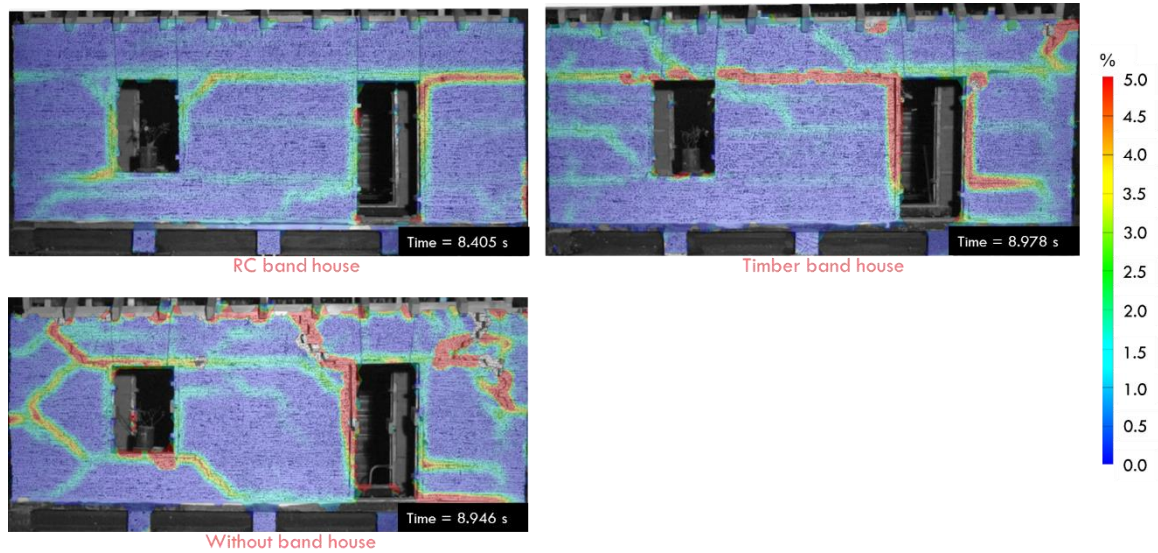 %
5.0
4.5
4.0
3.5
3.0
2.5
2.0
1.5
1.0
0.0
Time = 8.405 s
Time = 8.978 s
RC band house
Timber band house
Time = 8.946 s
Without band house